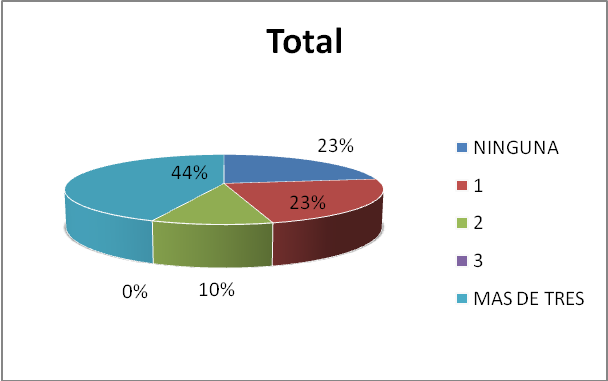 Total
23%
44%
23%
10%
0%
NINGUNA
1
2
3
MAS DE TRES